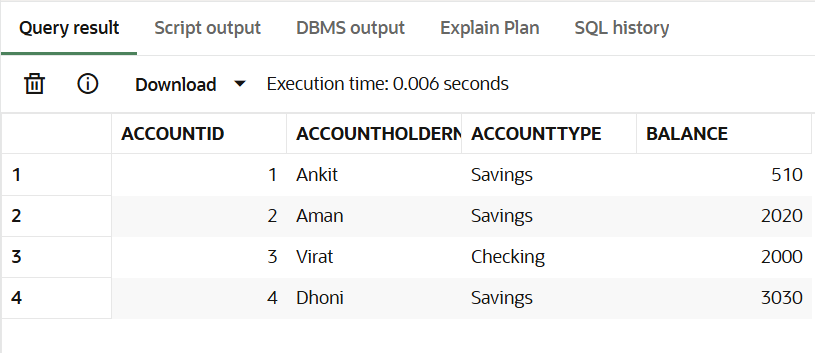 Query result Script output DBMS output Explain Plan SQL history
Download Execution time: 0.006 seconds
ACCOUNTID ACCOUNTHOLDERN ACCOUNTTYPE BALANCE
1 1 Ankit Savings 510
2 2 Aman Savings 2020
3 3 Virat Checking 2000
4 4 Dhoni Savings 3030